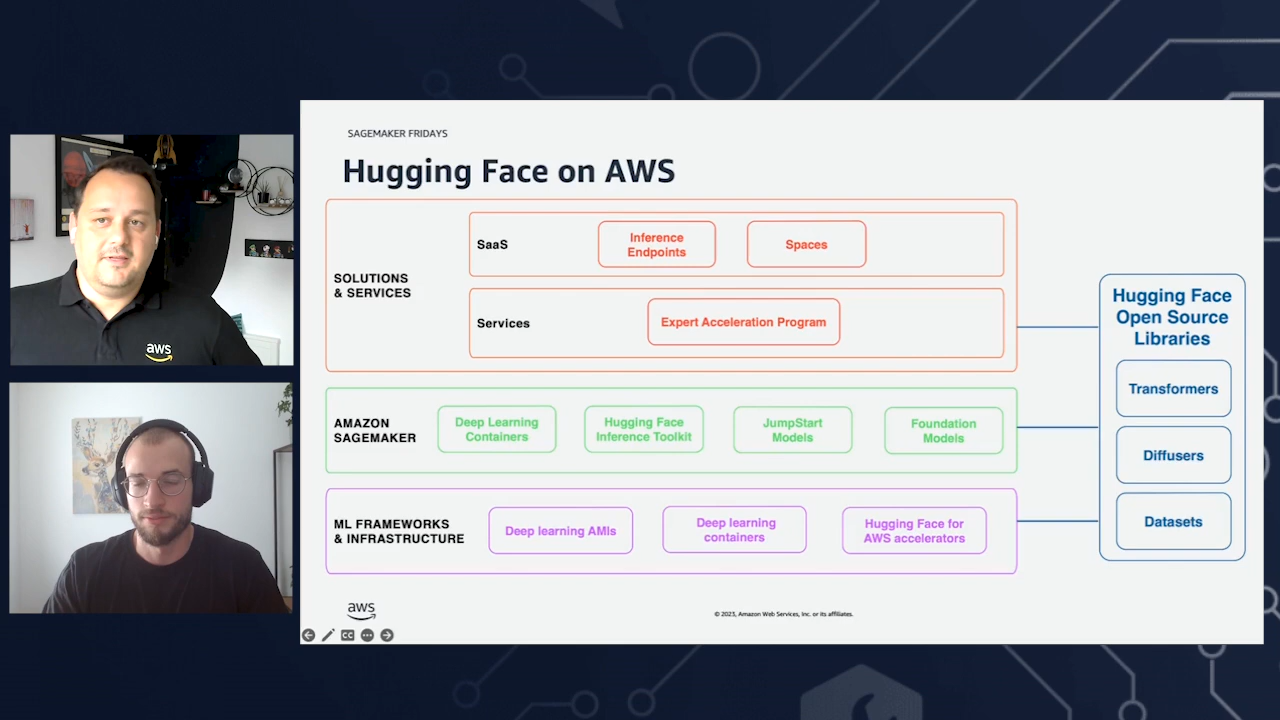 SAGEMAKER FRIDAYS
Hugging Face on AWS
SOLUTIONS
& SERVICES
SaaS
Inference
Endpoints
Spaces
Services
Expert Acceleration Program
AMAZON
SAGEMAKER
Deep Learning
Containers
Hugging Face
Inference Toolkit
JumpStart
Models
Foundation
Models
ML FRAMEWORKS
& INFRASTRUCTURE
Deep learning AMIs
Deep learning
containers
Hugging Face for
AWS accelerators
Hugging Face
Open Source
Libraries
Transformers
Diffusers
Datasets
aws
© 2023, Amazon Web Services, Inc. or its affiliates.
CC
aws